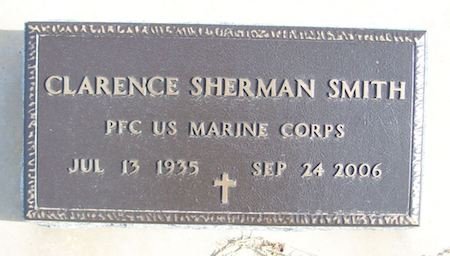 CLARENCE SHERMAN SMITH
PFC US MARINE CORPS
JUL 13 1935 SEP 24 2006